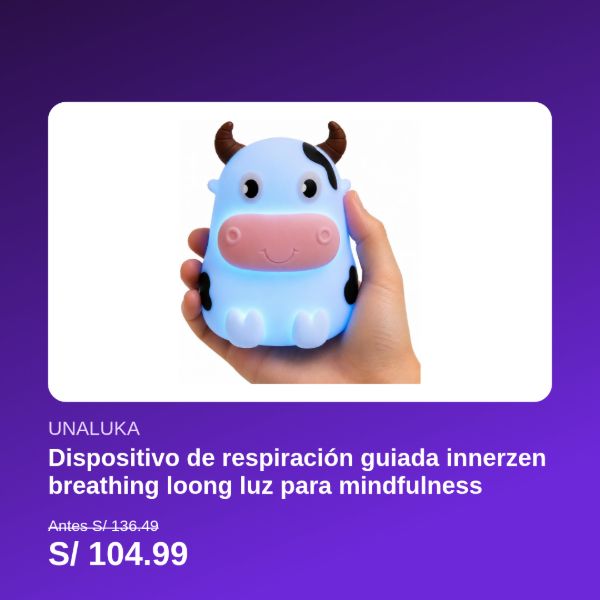 UNALUKA
Dispositivo de respiración guiada innerzen
breathing loong luz para mindfulness
Antes S/ 136.49
S/ 104.99